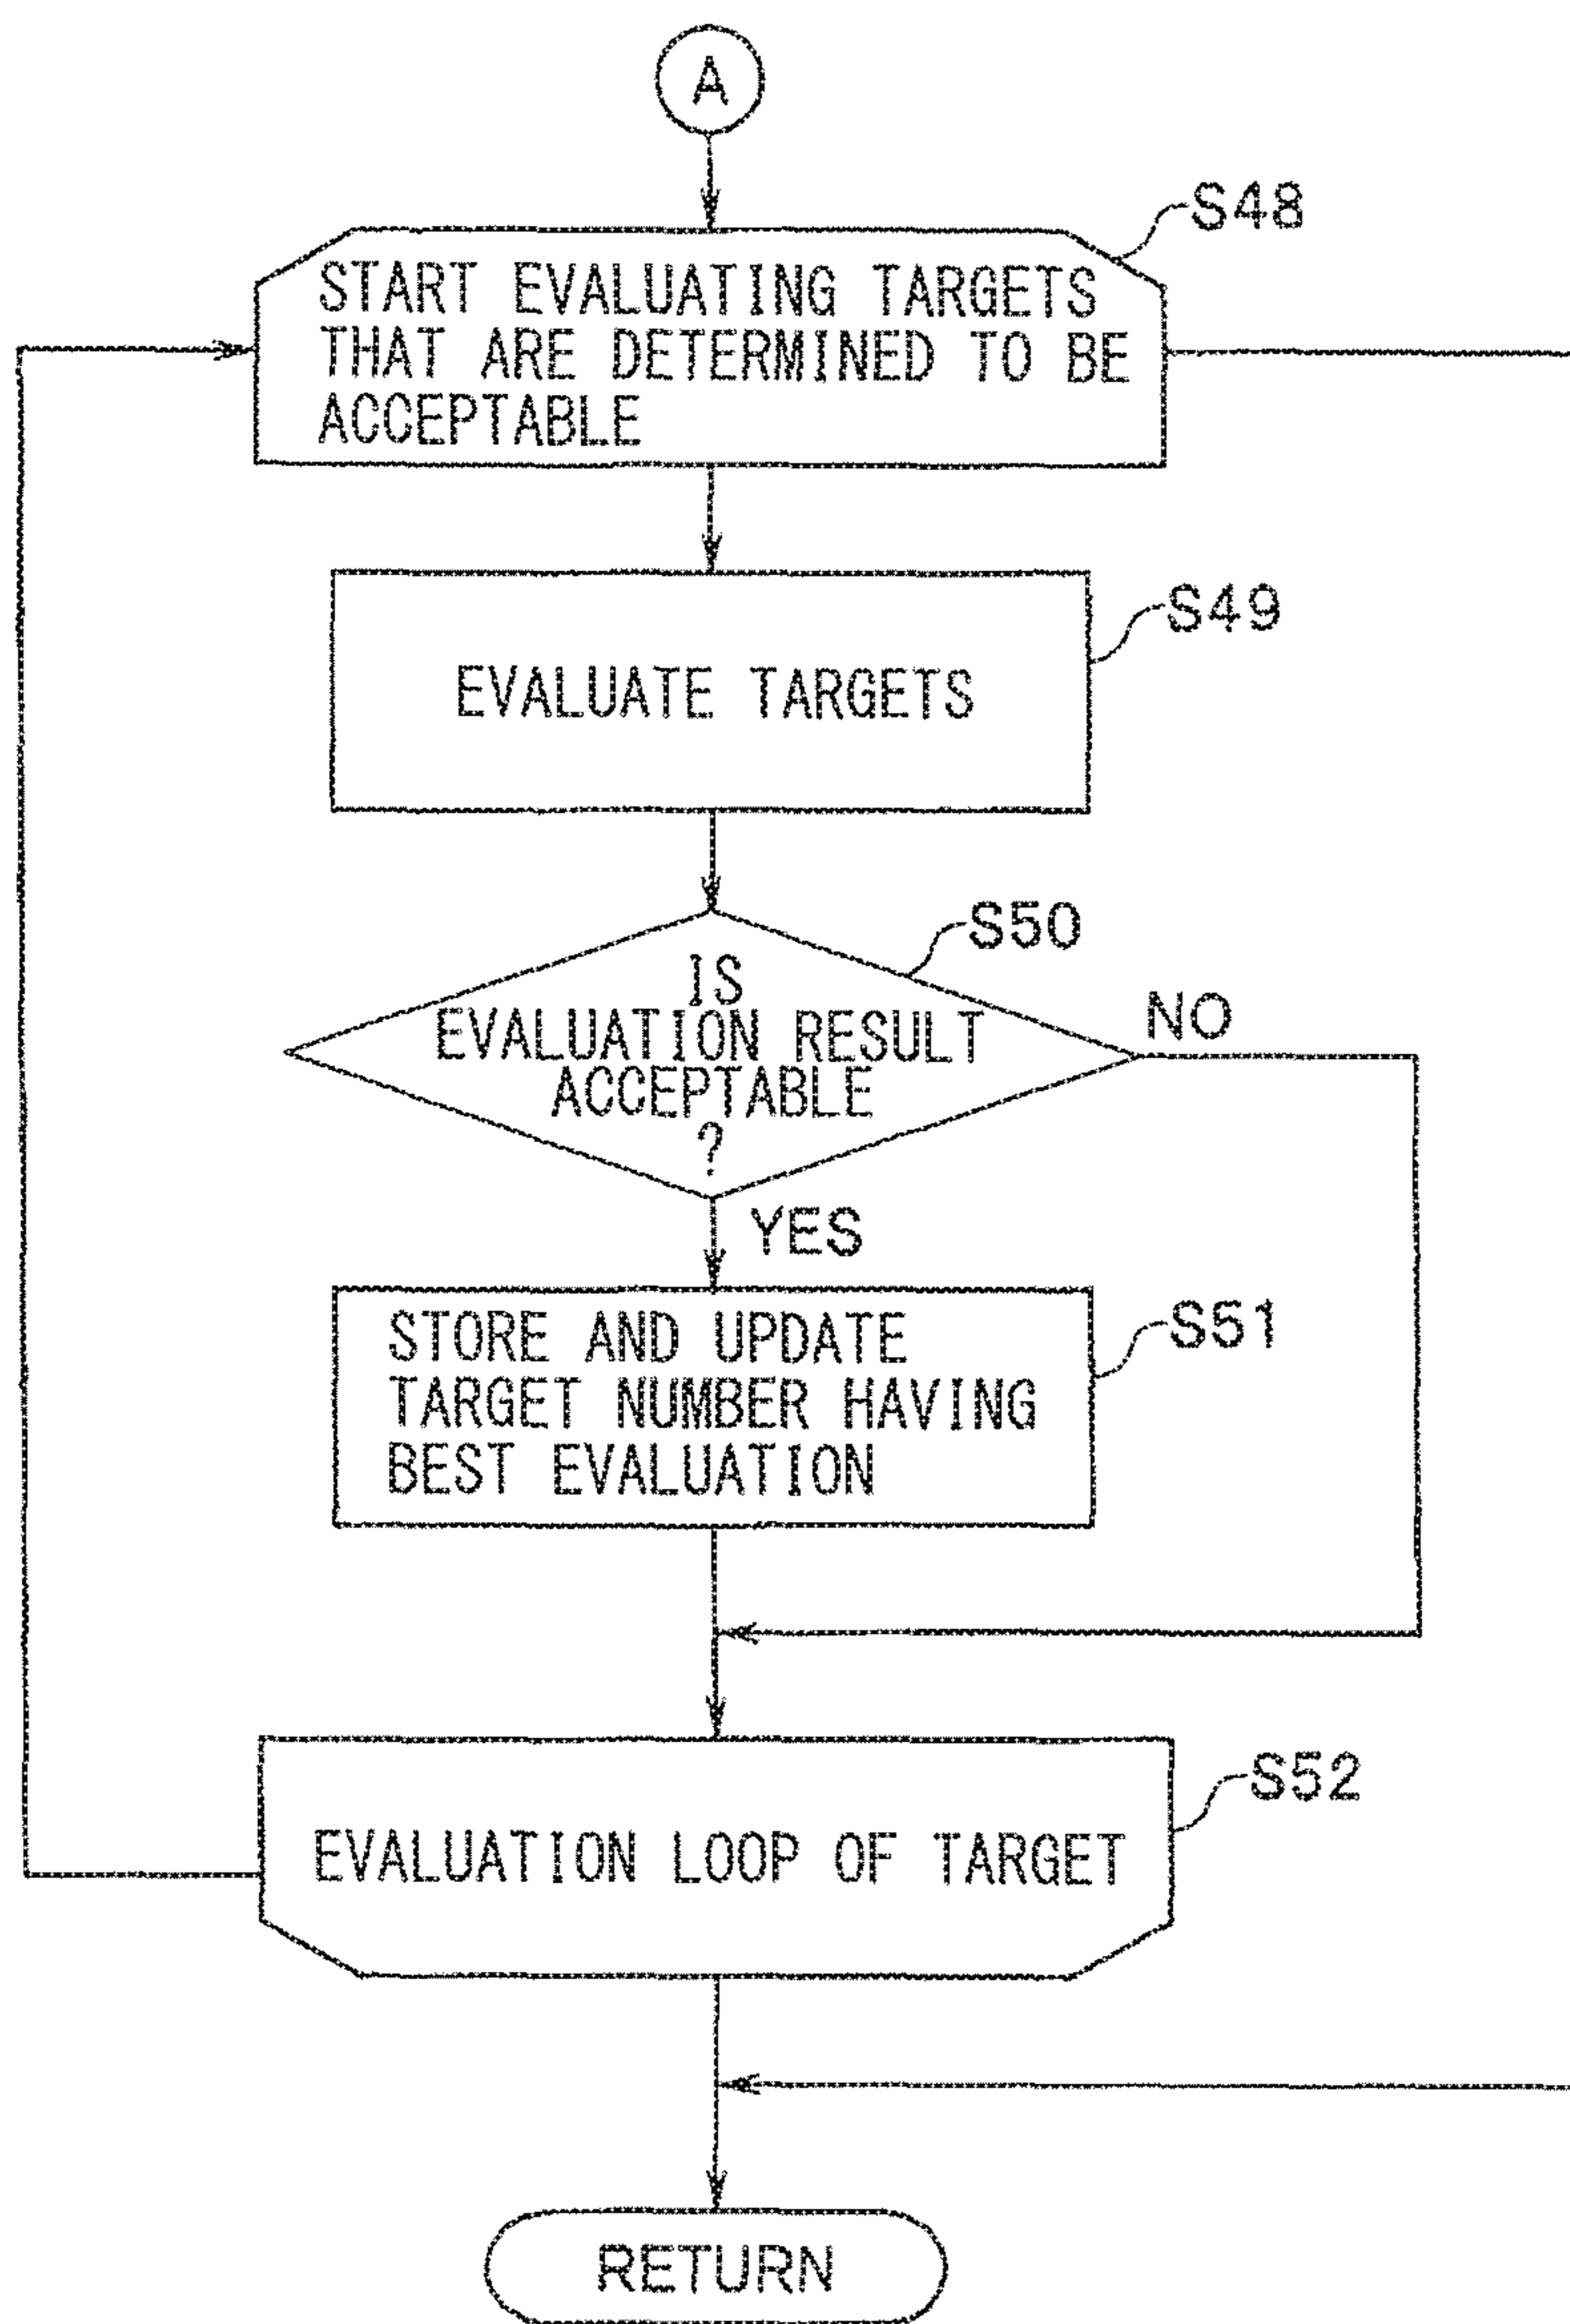 A
S48
START EVALUATING TARGETS
THAT ARE DETERMINED TO BE
ACCEPTABLE
S49
EVALUATE TARGETS
S50
IS
EVALUATION RESULT
ACCEPTABLE
?
NO
YES
S51
STORE AND UPDATE
TARGET NUMBER HAVING
BEST EVALUATION
S52
EVALUATION LOOP OF TARGET
RETURN